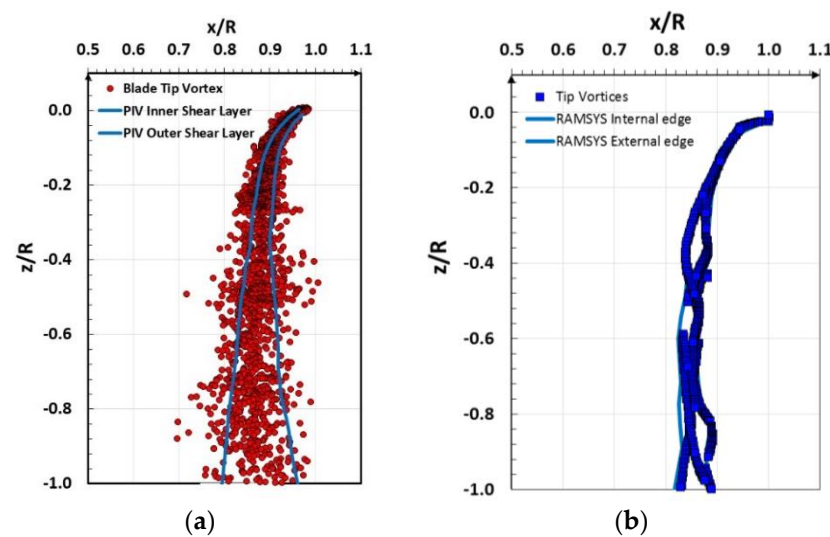 x/R
0.5 0.6 0.7 0.8 0.9 1.0 1.1
0.0
-0.2
-0.4
-0.6
-0.8
-1.0
z/R
Blade Tip Vortex
PIV Inner Shear Layer
PIV Outer Shear Layer
(a)
x/R
0.5 0.6 0.7 0.8 0.9 1.0 1.1
0.0
-0.2
-0.4
-0.6
-0.8
-1.0
z/R
Tip Vortices
RAMSYS Internal edge
RAMSYS External edge
(b)